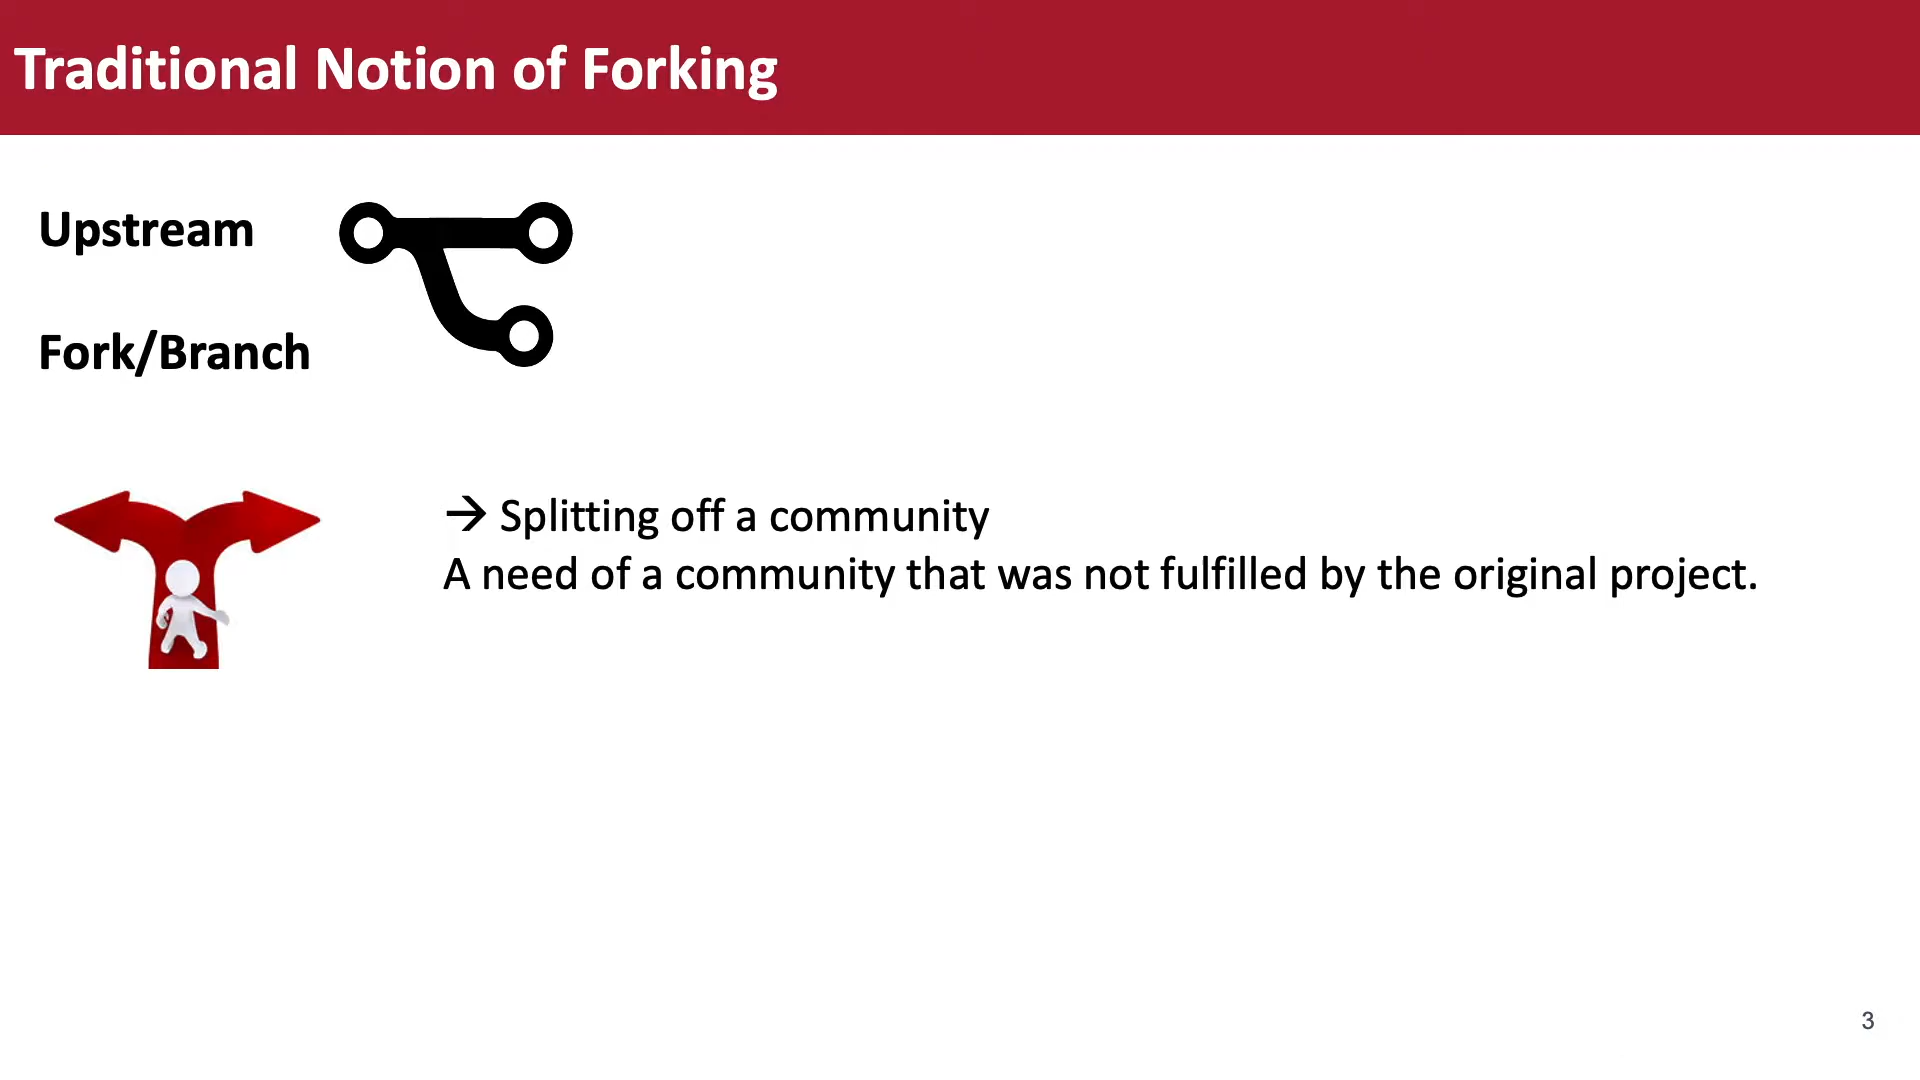 Traditional Notion of Forking
Upstream
Fork/Branch
→ Splitting off a community
A need of a community that was not fulfilled by the original project.
3